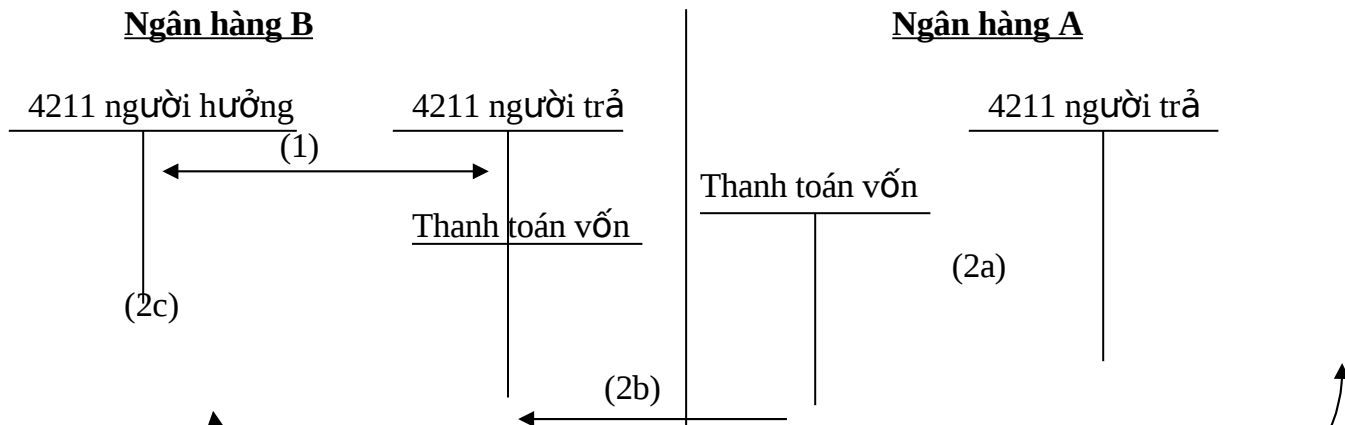 Ngân hàng B
Ngân hàng A
4211 người hưởng
4211 người trả
4211 người trả
(1)
Thanh toán vốn
Thanh toán vốn
(2a)
(2c)
(2b)